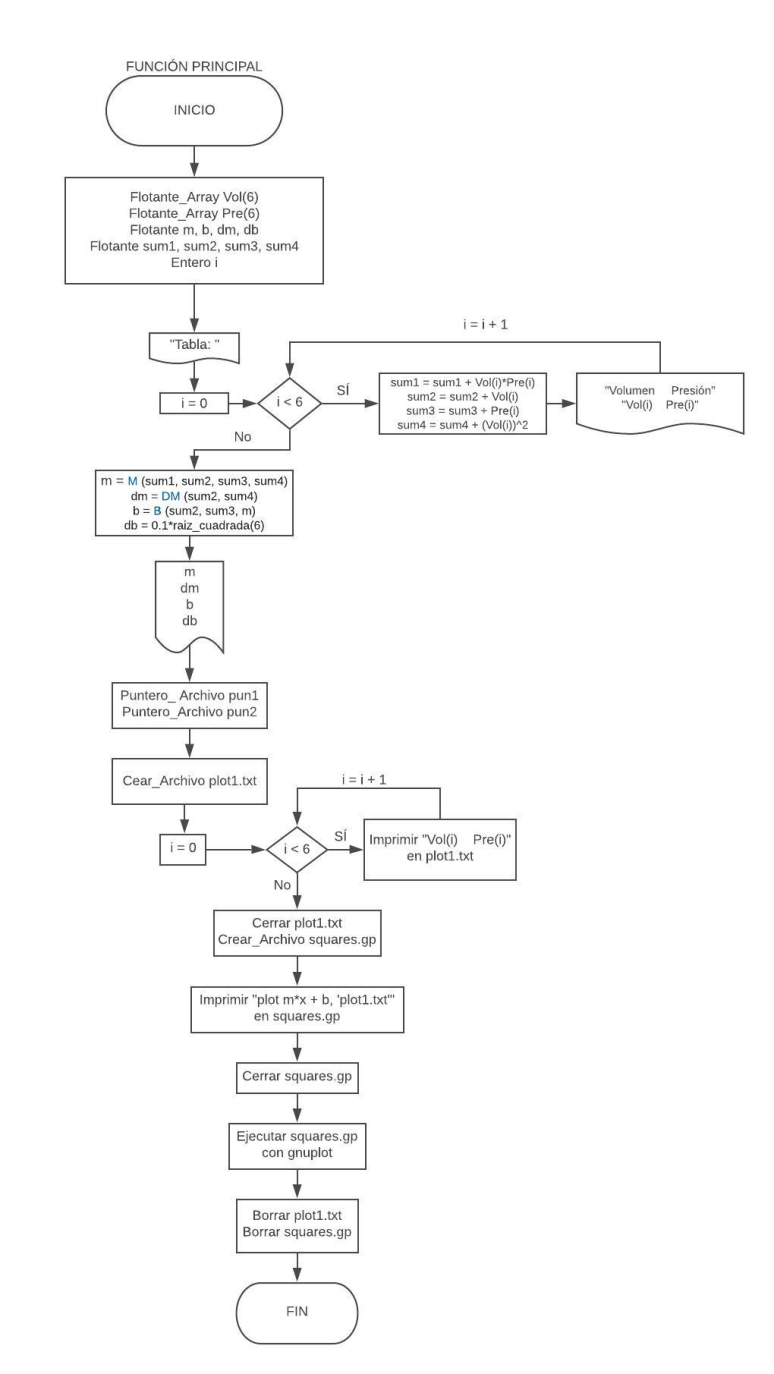 FUNCIÓN PRINCIPAL
INICIO
Flotante_Array Vol(6)
Flotante_Array Pre(6)
Flotante m, b, dm, db
Flotante sum1, sum2, sum3, sum4
Entero i
"Tabla: "
i = 0
i < 6
i = i + 1
SÍ
sum1 = sum1 + Vol(i)*Pre(i)
sum2 = sum2 + Vol(i)
sum3 = sum3 + Pre(i)
sum4 = sum4 + (Vol(i))^2
"Volumen Presión"
"Vol(i) Pre(i)"
No
m = M (sum1, sum2, sum3, sum4)
dm = DM (sum2, sum4)
b = B (sum2, sum3, m)
db = 0.1*raiz_cuadrada(6)
m
dm
b
db
Puntero_ Archivo pun1
Puntero_Archivo pun2
Cear_Archivo plot1.txt
i = 0
i < 6
i = i + 1
SÍ
Imprimir "Vol(i) Pre(i)"
en plot1.txt
No
Cerrar plot1.txt
Crear_Archivo squares.gp
Imprimir "plot m*x + b, 'plot1.txt'"
en squares.gp
Cerrar squares.gp
Ejecutar squares.gp
con gnuplot
Borrar plot1.txt
Borrar squares.gp
FIN